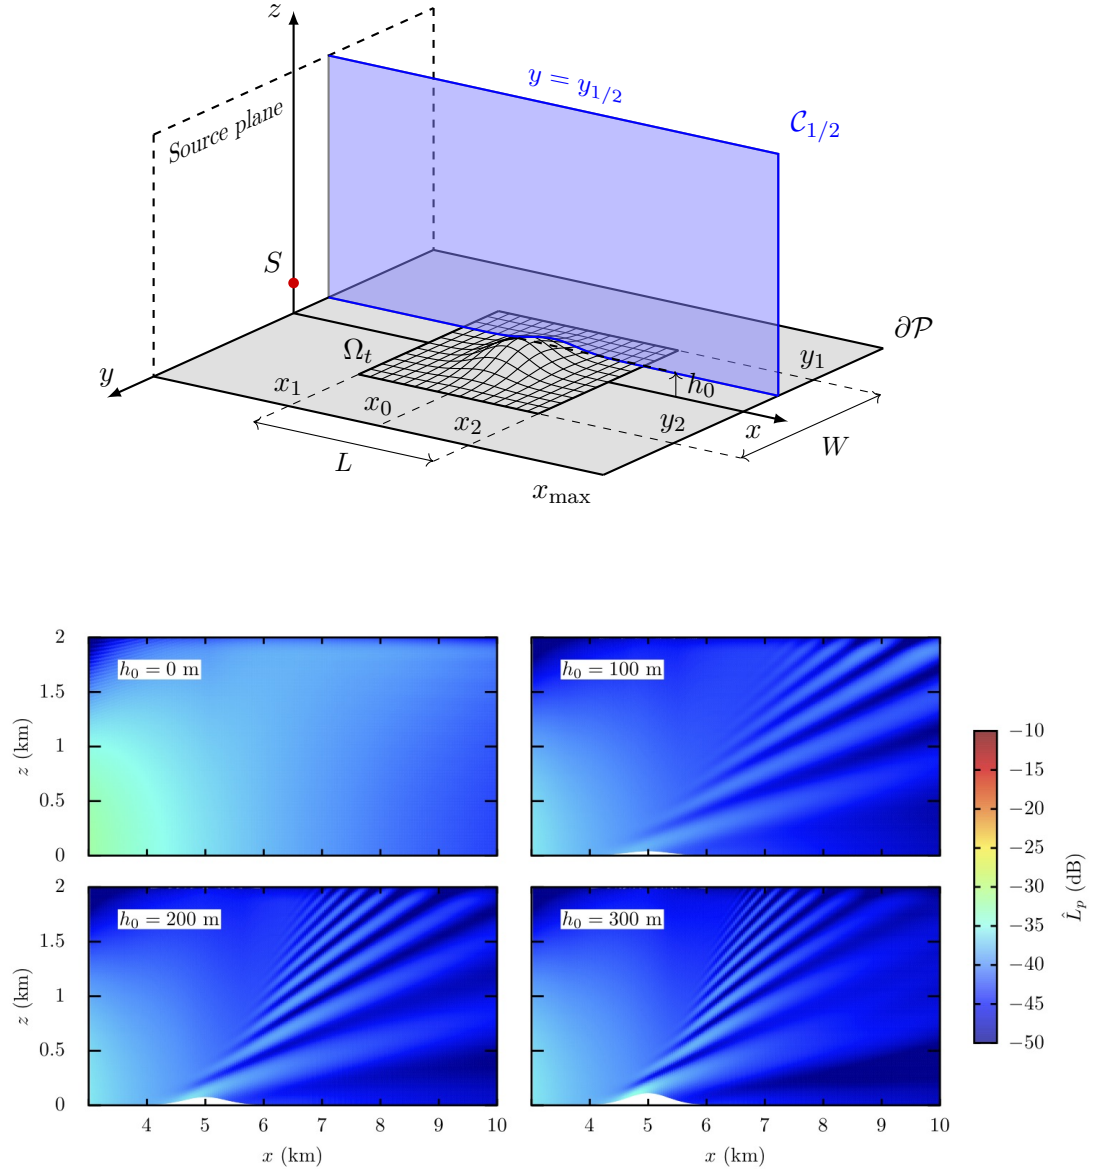 z
y = y₁/₂
𝒞₁/₂
Source plane
S
∂𝒫
Ωₜ
y₁
y
x₁
h₀
x₀
x₂
y₂
x
W
L
xₘₐₓ
2
h₀ = 0 m
h₀ = 100 m
1.5
z (km)
1
0.5
0
−10
−15
−20
−25
−30
−35
−40
−45
−50
L̂ₚ (dB)
2
h₀ = 200 m
h₀ = 300 m
1.5
z (km)
1
0.5
0
4 5 6 7 8 9 10
4 5 6 7 8 9 10
x (km)
x (km)